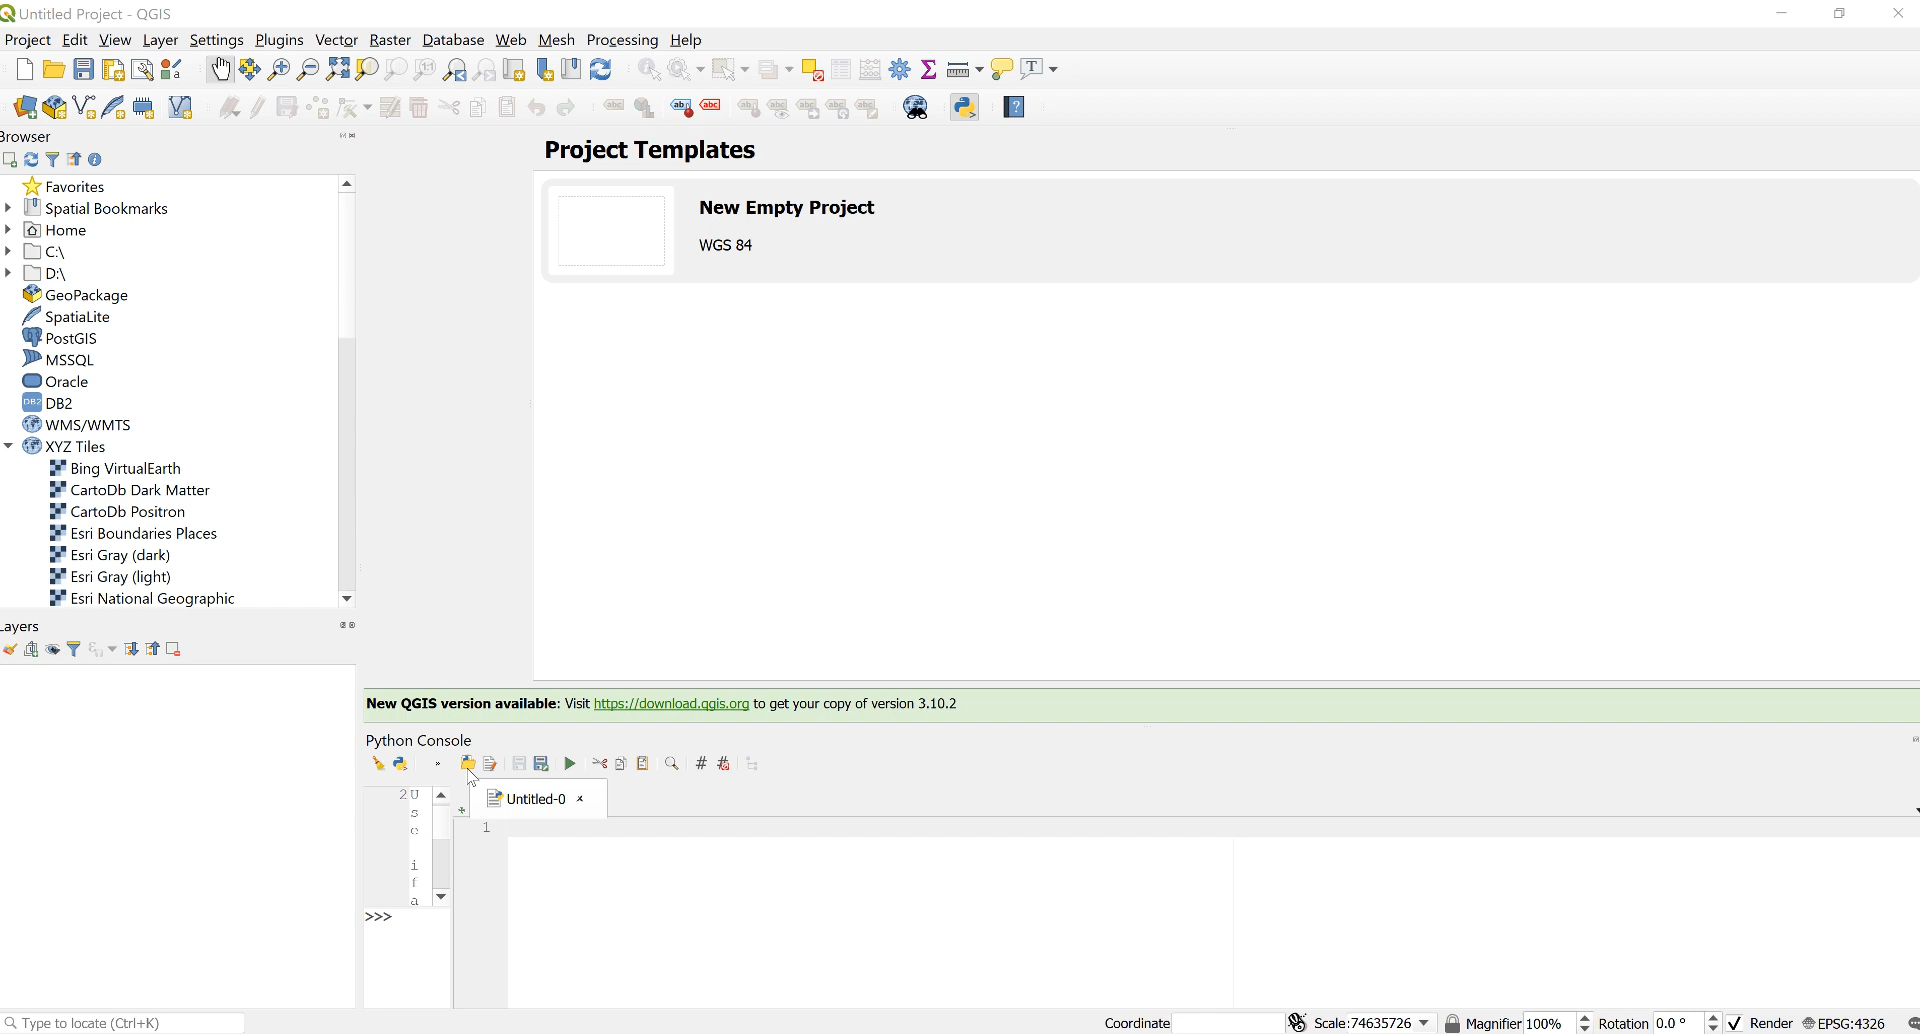 Untitled Project - QGIS
Project Edit View Layer Settings Plugins Vector Raster Database Web Mesh Processing Help
Browser
Favorites
Spatial Bookmarks
Home
C:\
D:\
GeoPackage
SpatiaLite
PostGIS
MSSQL
Oracle
DB2 DB2
WMS/WMTS
XYZ Tiles
Bing VirtualEarth
CartoDb Dark Matter
CartoDb Positron
Esri Boundaries Places
Esri Gray (dark)
Esri Gray (light)
Esri National Geographic
Layers
Project Templates
New Empty Project
WGS 84
New QGIS version available: Visit https://download.qgis.org to get your copy of version 3.10.2
Python Console
Untitled-0
2 U
s
e
i
f
a
>>>
1
Type to locate (Ctrl+K)
Coordinate Scale:74635726 Magnifier 100% Rotation 0.0 ° Render EPSG:4326